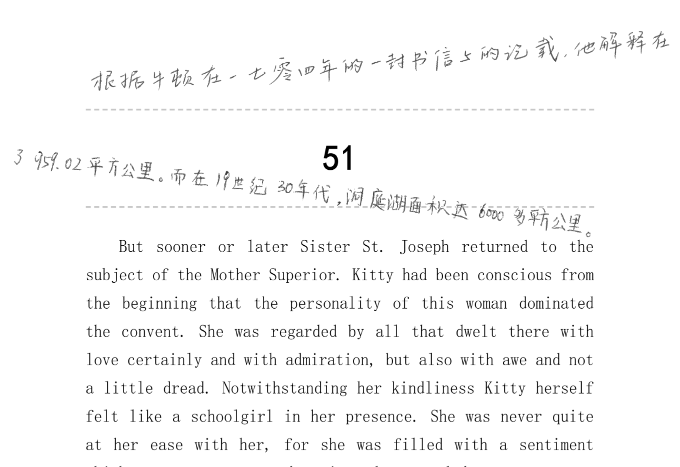 根据牛顿在一七零四年的一封书信上的记载,他解释在
51
3 959.02平方公里。而在19世纪30年代,洞庭湖面积达6000多平方公里。
But sooner or later Sister St. Joseph returned to the
subject of the Mother Superior. Kitty had been conscious from
the beginning that the personality of this woman dominated
the convent. She was regarded by all that dwelt there with
love certainly and with admiration, but also with awe and not
a little dread. Notwithstanding her kindliness Kitty herself
felt like a schoolgirl in her presence. She was never quite
at her ease with her, for she was filled with a sentiment